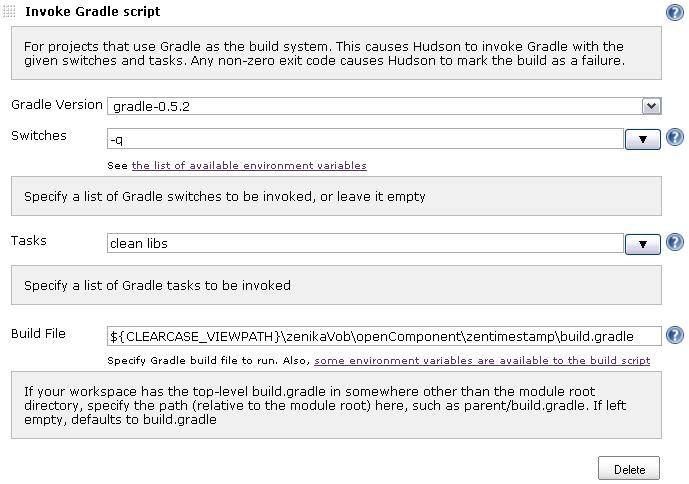 Invoke Gradle script
For projects that use Gradle as the build system. This causes Hudson to invoke Gradle with the
given switches and tasks. Any non-zero exit code causes Hudson to mark the build as a failure.
Gradle Version gradle-0.5.2
Switches -q
See the list of available environment variables
Specify a list of Gradle switches to be invoked, or leave it empty
Tasks clean libs
Specify a list of Gradle tasks to be invoked
Build File ${CLEARCASE_VIEWPATH}\zenikaVob\openComponent\zentimestamp\build.gradle
Specify Gradle build file to run. Also, some environment variables are available to the build script
If your workspace has the top-level build.gradle in somewhere other than the module root
directory, specify the path (relative to the module root) here, such as parent/build.gradle. If left
empty, defaults to build.gradle
Delete